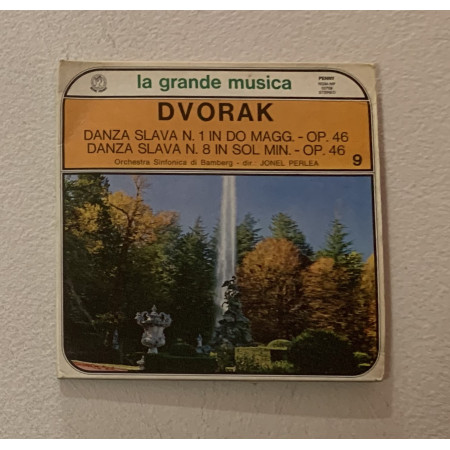 la grande musica
STEREO
DVORAK
DANZA SLAVA N. 1 IN DO MAGG. - OP. 46
DANZA SLAVA N. 8 IN SOL MIN. - OP. 46
Orchestra Sinfonica di Bamberg - dir.: JONEL PERLEA
9